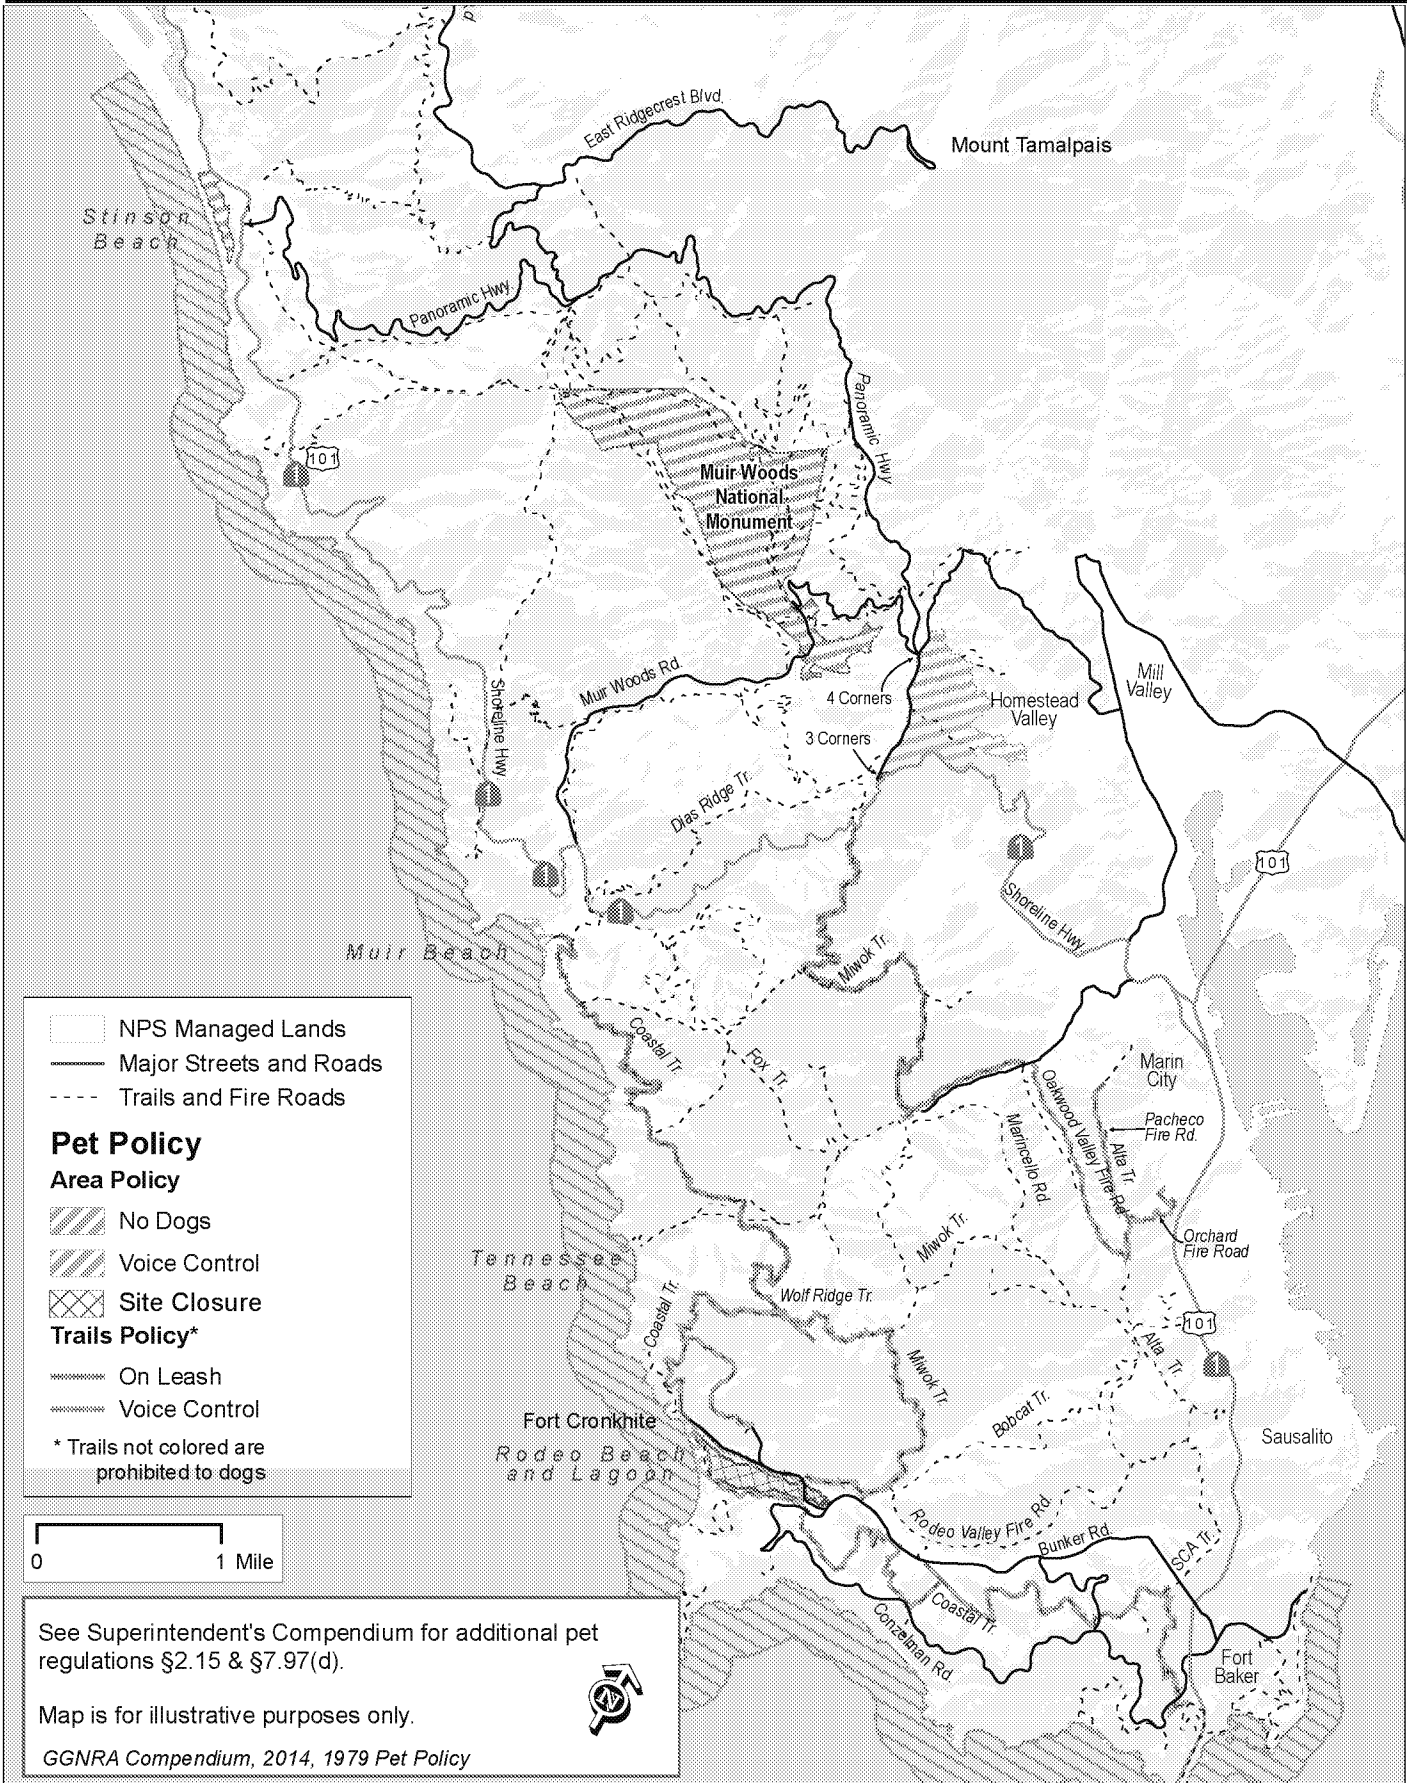 East Ridgecrest Blvd.
Mount Tamalpais
Stinson
Beach
Panoramic Hwy.
Panoramic Hwy
101
1
Muir Woods
National
Monument
Muir Woods Rd.
4 Corners
3 Corners
Homestead
Valley
Mill
Valley
Shoreline Hwy
1
Dias Ridge Tr.
1
1
1
101
Shoreline Hwy
Muir Beach
Miwok Tr.
Coastal Tr.
Fox Tr.
Marin
City
Oakwood Valley Fire Rd.
Pacheco
Fire Rd.
Alta Tr.
Marincello Rd.
Miwok Tr.
Orchard
Fire Road
Tennessee
Beach
Wolf Ridge Tr.
Coastal Tr.
101
1
Alta Tr.
Miwok Tr.
Bobcat Tr.
Fort Cronkhite
Rodeo Beach
and Lagoon
Sausalito
Rodeo Valley Fire Rd
Bunker Rd.
SCA Tr.
Coastal Tr.
Conzelman Rd.
Fort
Baker
NPS Managed Lands
Major Streets and Roads
Trails and Fire Roads
Pet Policy
Area Policy
No Dogs
Voice Control
Site Closure
Trails Policy*
On Leash
Voice Control
* Trails not colored are
prohibited to dogs
0 1 Mile
See Superintendent's Compendium for additional pet
regulations §2.15 & §7.97(d).
Map is for illustrative purposes only.
N
GGNRA Compendium, 2014, 1979 Pet Policy